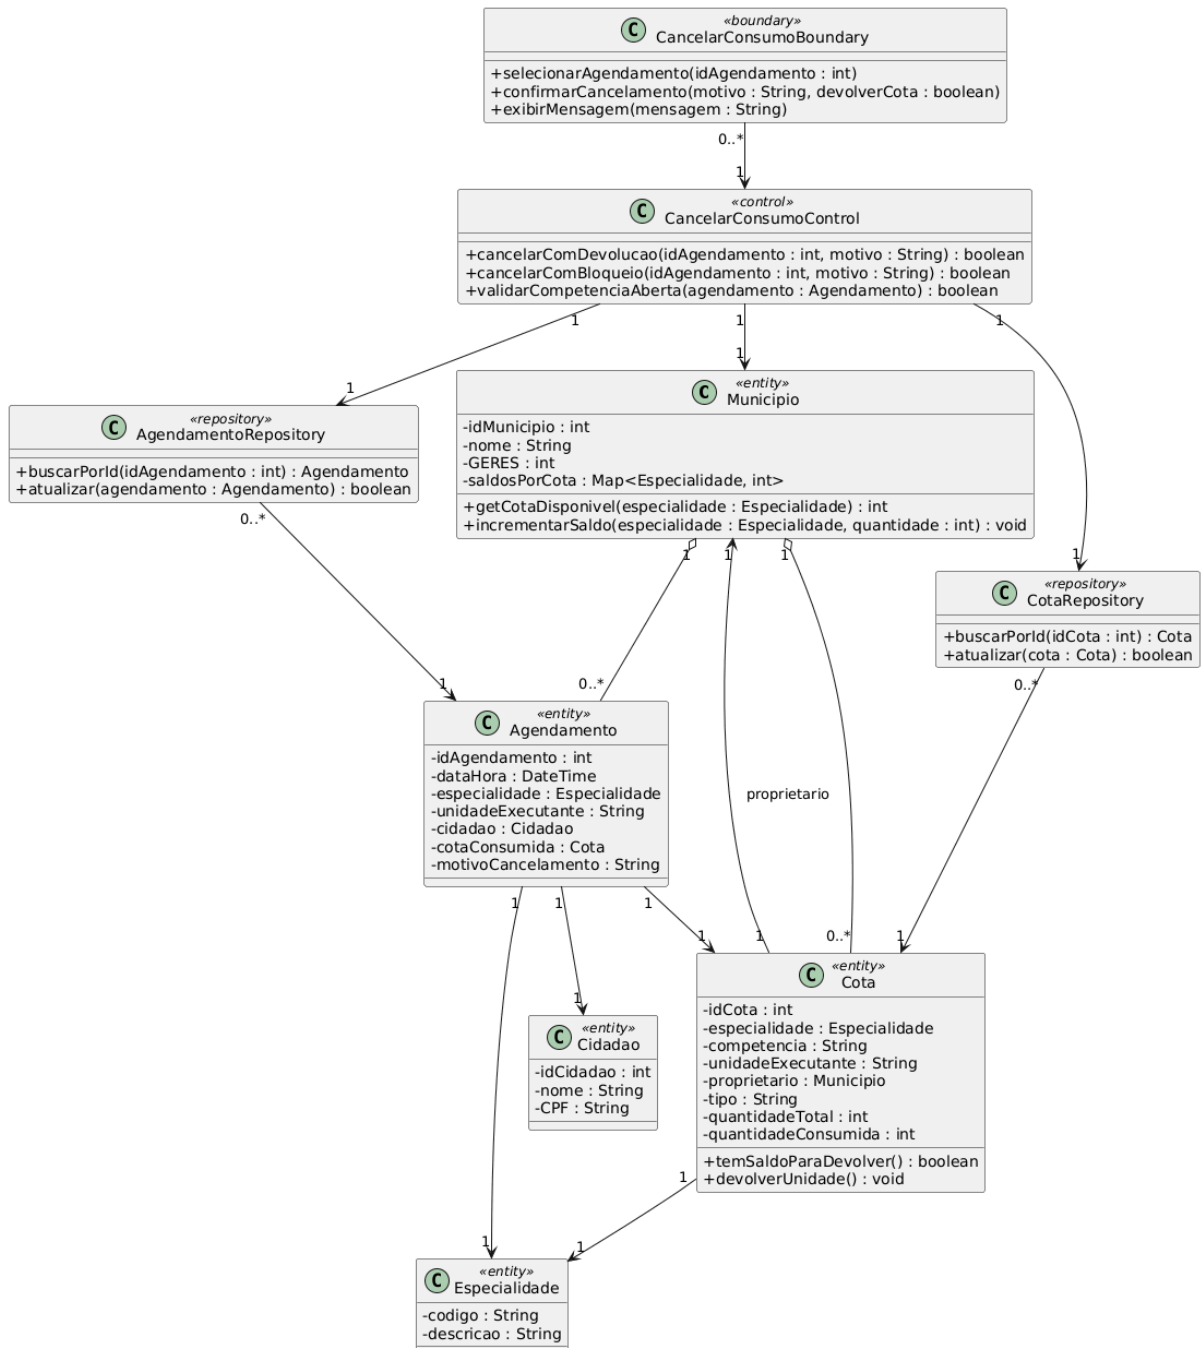 «boundary»
C
CancelarConsumoBoundary
+selecionarAgendamento(idAgendamento : int)
+confirmarCancelamento(motivo : String, devolverCota : boolean)
+exibirMensagem(mensagem : String)
0..*
1
«control»
C
CancelarConsumoControl
+cancelarComDevolucao(idAgendamento : int, motivo : String) : boolean
+cancelarComBloqueio(idAgendamento : int, motivo : String) : boolean
+validarCompetenciaAberta(agendamento : Agendamento) : boolean
1
1
1
1
1
1
«repository»
C
AgendamentoRepository
+buscarPorId(idAgendamento : int) : Agendamento
+atualizar(agendamento : Agendamento) : boolean
0..*
1
«entity»
C
Municipio
-idMunicipio : int
-nome : String
-GERES : int
-saldosPorCota : Map<Especialidade, int>
+getCotaDisponivel(especialidade : Especialidade) : int
+incrementarSaldo(especialidade : Especialidade, quantidade : int) : void
1
1
1
0..*
«repository»
C
CotaRepository
+buscarPorId(idCota : int) : Cota
+atualizar(cota : Cota) : boolean
0..*
1
«entity»
C
Agendamento
-idAgendamento : int
-dataHora : DateTime
-especialidade : Especialidade
-unidadeExecutante : String
-cidadao : Cidadao
-cotaConsumida : Cota
-motivoCancelamento : String
proprietario
1
1
1
1
1
0..*
«entity»
C
Cidadao
-idCidadao : int
-nome : String
-CPF : String
1
«entity»
C
Cota
-idCota : int
-especialidade : Especialidade
-competencia : String
-unidadeExecutante : String
-proprietario : Municipio
-tipo : String
-quantidadeTotal : int
-quantidadeConsumida : int
+temSaldoParaDevolver() : boolean
+devolverUnidade() : void
1
1
1
«entity»
C
Especialidade
-codigo : String
-descricao : String